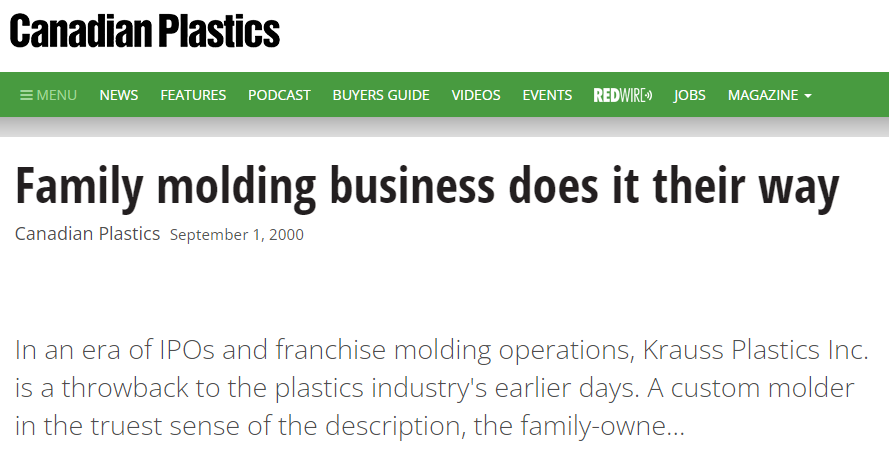 Canadian Plastics
MENU NEWS FEATURES PODCAST BUYERS GUIDE VIDEOS EVENTS REDWIRE JOBS MAGAZINE
Family molding business does it their way
Canadian Plastics September 1, 2000
In an era of IPOs and franchise molding operations, Krauss Plastics Inc.
is a throwback to the plastics industry's earlier days. A custom molder
in the truest sense of the description, the family-owne...